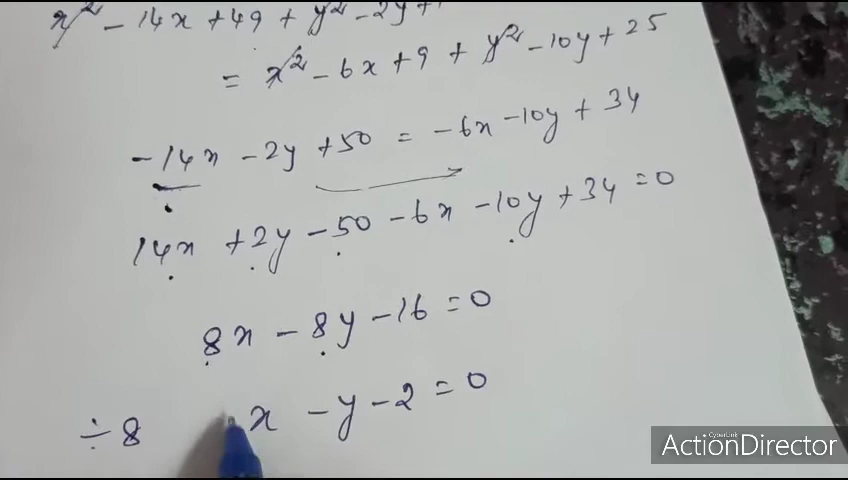 x² - 14x + 49 + y² - 2y +
= x² - 6x + 9 + y² - 10y + 25
-14x - 2y + 50 = -6x - 10y + 34
14x + 2y - 50 - 6x - 10y + 34 = 0
8x - 8y - 16 = 0
÷ 8 x - y - 2 = 0
CyberLink
ActionDirector